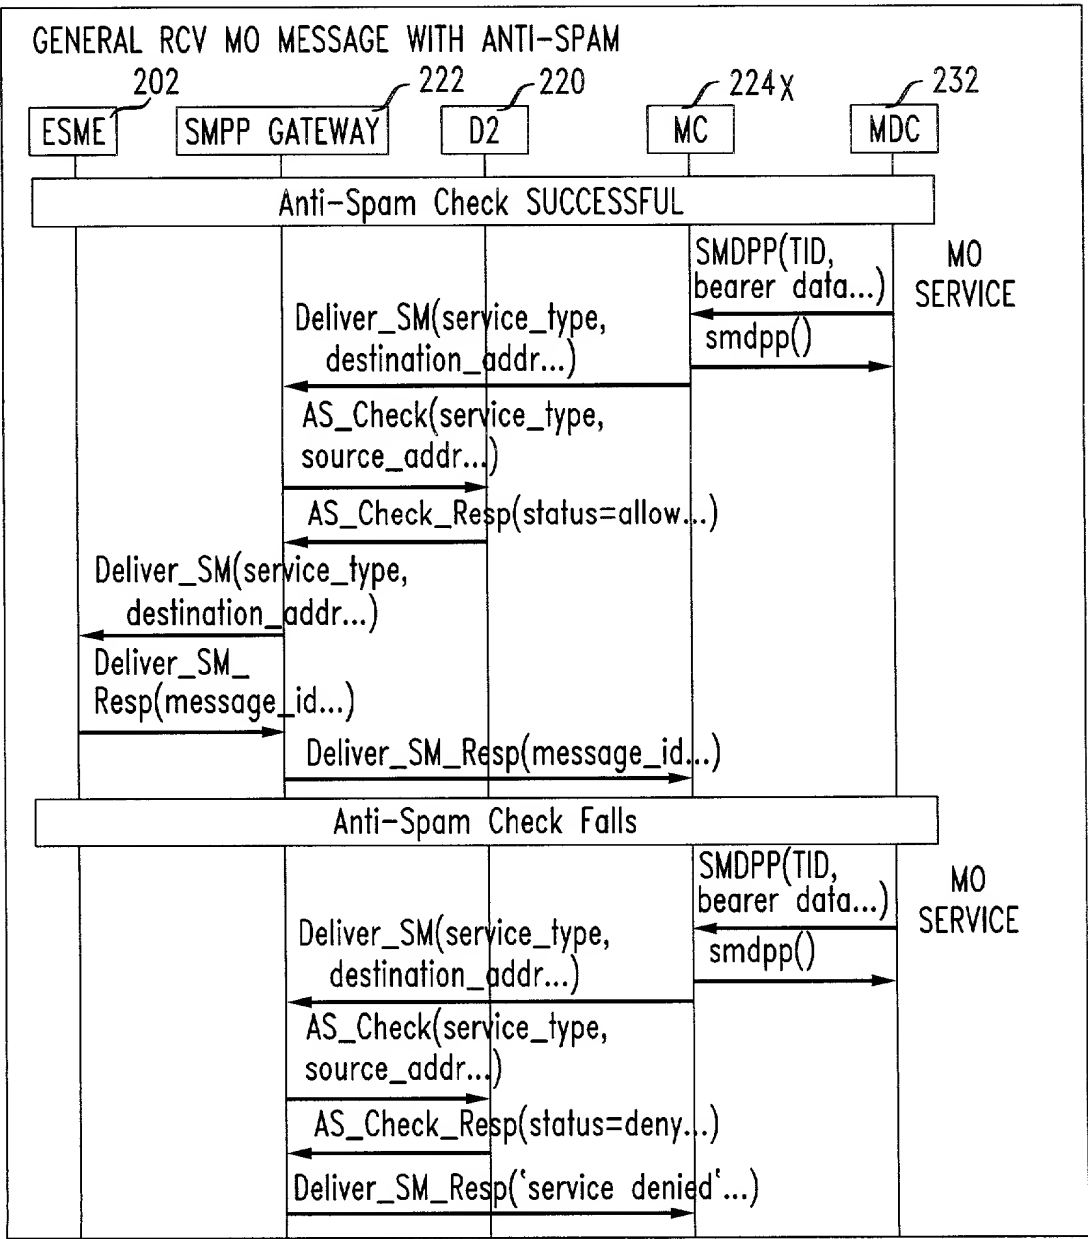 GENERAL RCV MO MESSAGE WITH ANTI-SPAM
202
222
220
224X
232
ESME
SMPP GATEWAY
D2
MC
MDC
Anti-Spam Check SUCCESSFUL
SMDPP(TID,
bearer data...)
MO
SERVICE
smdpp()
Deliver_SM(service_type,
destination_addr...)
AS_Check(service_type,
source_addr...)
AS_Check_Resp(status=allow...)
Deliver_SM(service_type,
destination_addr...)
Deliver_SM_
Resp(message_id...)
Deliver_SM_Resp(message_id...)
Anti-Spam Check Falls
SMDPP(TID,
bearer data...)
MO
SERVICE
smdpp()
Deliver_SM(service_type,
destination_addr...)
AS_Check(service_type,
source_addr...)
AS_Check_Resp(status=deny...)
Deliver_SM_Resp('service denied'...)